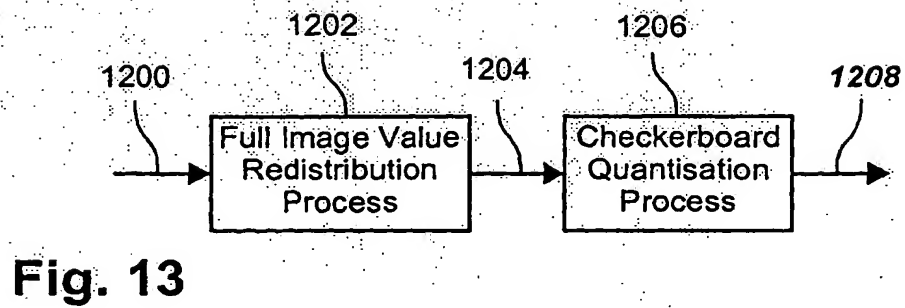 1202
1206
1200
1204
1208
Full Image Value
Redistribution
Process
Checkerboard
Quantisation
Process
Fig. 13